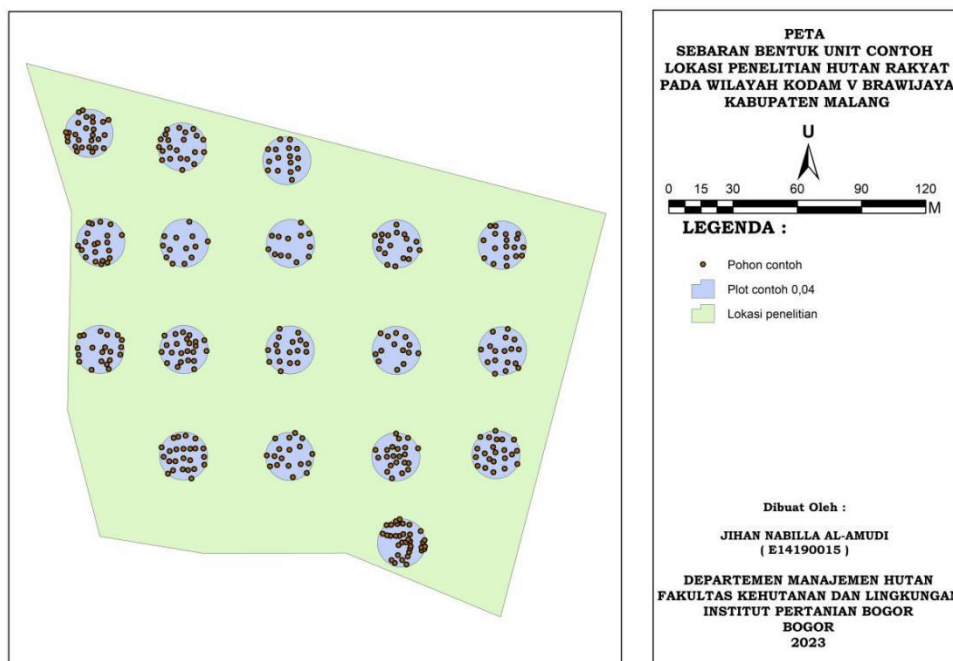 PETA
SEBARAN BENTUK UNIT CONTOH
LOKASI PENELITIAN HUTAN RAKYAT
PADA WILAYAH KODAM V BRAWIJAYA
KABUPATEN MALANG
U
0 15 30 60 90 120
M
LEGENDA :
Pohon contoh
Plot contoh 0,04
Lokasi penelitian
Dibuat Oleh :
JIHAN NABILLA AL-AMUDI
( E14190015 )
DEPARTEMEN MANAJEMEN HUTAN
FAKULTAS KEHUTANAN DAN LINGKUNGAN
INSTITUT PERTANIAN BOGOR
BOGOR
2023